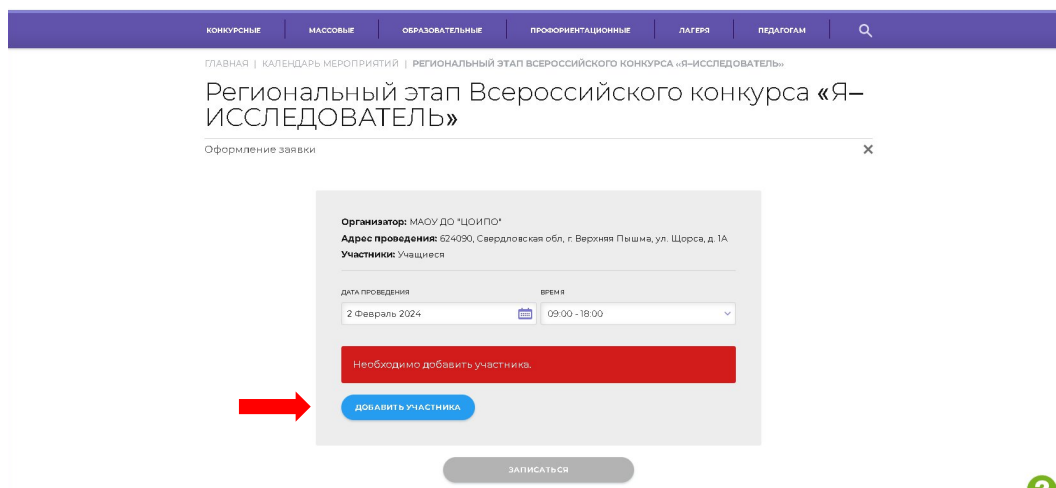 КОНКУРСНЫЕ МАССОВЫЕ ОБРАЗОВАТЕЛЬНЫЕ ПРОФОРИЕНТАЦИОННЫЕ ЛАГЕРЯ ПЕДАГОГАМ
ГЛАВНАЯ | КАЛЕНДАРЬ МЕРОПРИЯТИЙ | РЕГИОНАЛЬНЫЙ ЭТАП ВСЕРОССИЙСКОГО КОНКУРСА «Я–ИССЛЕДОВАТЕЛЬ»
Региональный этап Всероссийского конкурса «Я–
ИССЛЕДОВАТЕЛЬ»
Оформление заявки
Организатор: МАОУ ДО "ЦОИПО"
Адрес проведения: 624090, Свердловская обл, г. Верхняя Пышма, ул. Щорса, д. 1А
Участники: Учащиеся
ДАТА ПРОВЕДЕНИЯ ВРЕМЯ
2 Февраль 2024 09:00 - 18:00
Необходимо добавить участника.
ДОБАВИТЬ УЧАСТНИКА
ЗАПИСАТЬСЯ